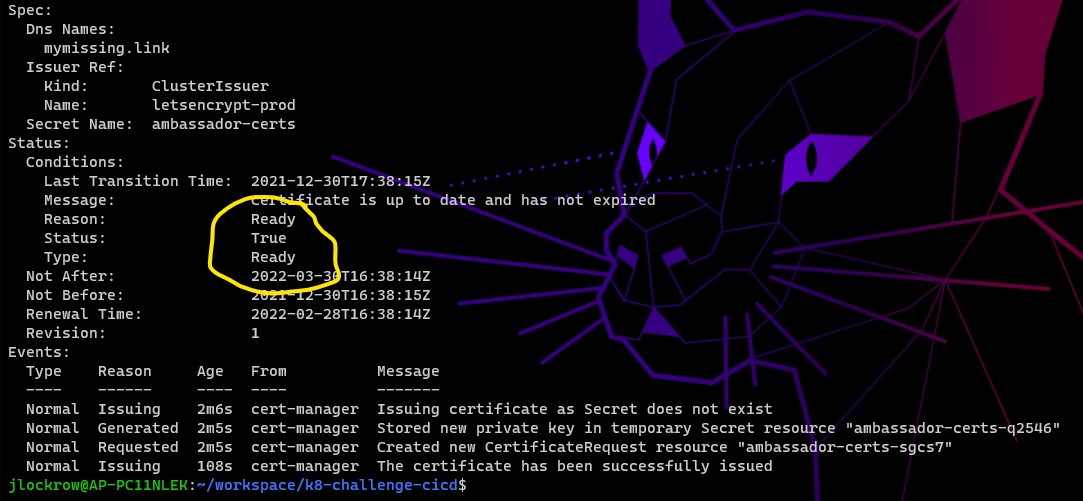 Spec:
  Dns Names:
    mymissing.link
  Issuer Ref:
    Kind:       ClusterIssuer
    Name:       letsencrypt-prod
  Secret Name:  ambassador-certs
Status:
  Conditions:
    Last Transition Time:  2021-12-30T17:38:15Z
    Message:               Certificate is up to date and has not expired
    Reason:                Ready
    Status:                True
    Type:                  Ready
  Not After:               2022-03-30T16:38:14Z
  Not Before:              2021-12-30T16:38:15Z
  Renewal Time:            2022-02-28T16:38:14Z
  Revision:                1
Events:
  Type    Reason     Age   From          Message
  ----    ------     ----  ----          -------
  Normal  Issuing    2m6s  cert-manager  Issuing certificate as Secret does not exist
  Normal  Generated  2m5s  cert-manager  Stored new private key in temporary Secret resource "ambassador-certs-q2546"
  Normal  Requested  2m5s  cert-manager  Created new CertificateRequest resource "ambassador-certs-sgcs7"
  Normal  Issuing    108s  cert-manager  The certificate has been successfully issued
jlockrow@AP-PC11NLEK:~/workspace/k8-challenge-cicd$